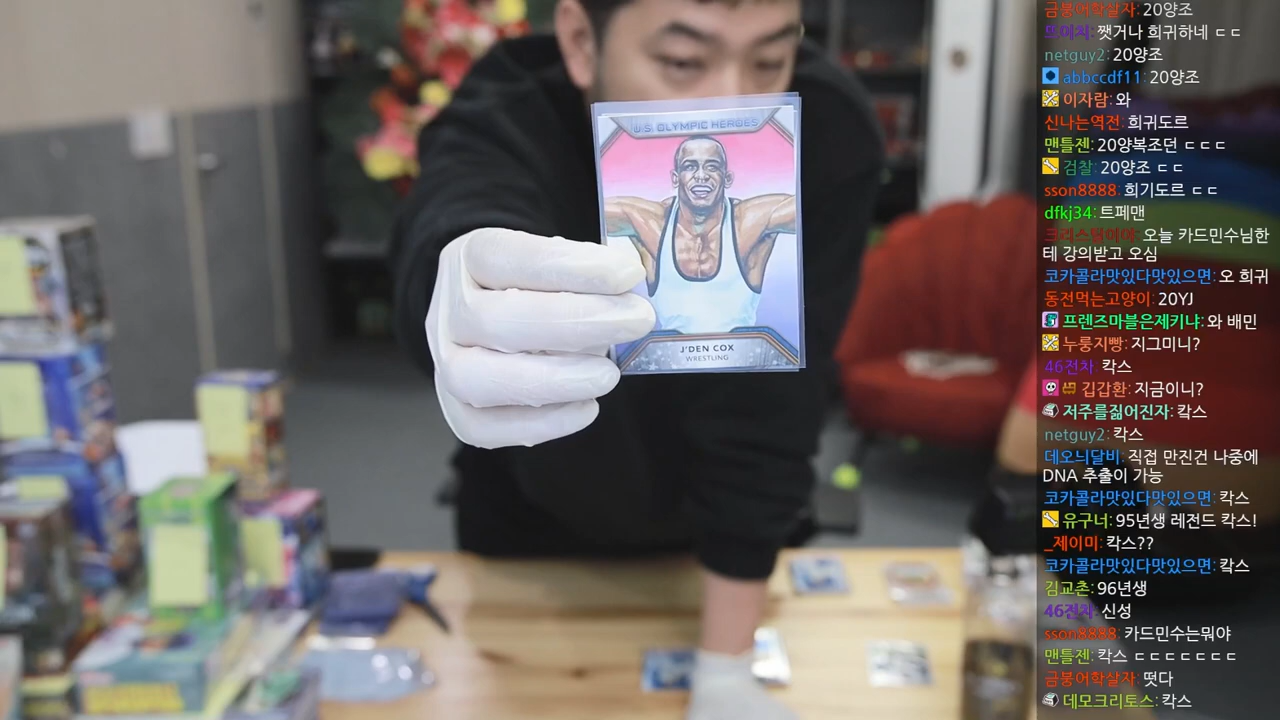 U.S. OLYMPIC HEROES
J'DEN COX
WRESTLING
금붕어학살자: 20양조
쨋거나 희귀하네 ㄷㄷ
netguy2: 20양조
abbccdf11: 20양조
이자람: 와
신나는역전: 희귀도르
맨틀젠: 20양복조던 ㄷㄷㄷ
검찰: 20양조 ㄷㄷ
sson8888: 희기도르 ㄷㄷ
dfkj34: 트페맨
오늘 카드민수님한
테 강의받고 오심
코카콜라맛있다맛있으면: 오 희귀
동전먹는고양이: 20YJ
프렌즈마블은제키냐: 와 배민
누룽지빵: 지그미니?
46전차: 칵스
김갑환: 지금이니?
저주를짊어진자: 칵스
netguy2: 칵스
데오늬달비: 직접 만진건 나중에
DNA 추출이 가능
코카콜라맛있다맛있으면: 칵스
유구너: 95년생 레전드 칵스!
_제이미: 칵스??
코카콜라맛있다맛있으면: 칵스
김교촌: 96년생
46전차: 신성
sson8888: 카드민수는뭐야
맨틀젠: 칵스 ㄷㄷㄷㄷㄷㄷㄷ
금붕어학살자: 떳다
데모크리토스: 칵스